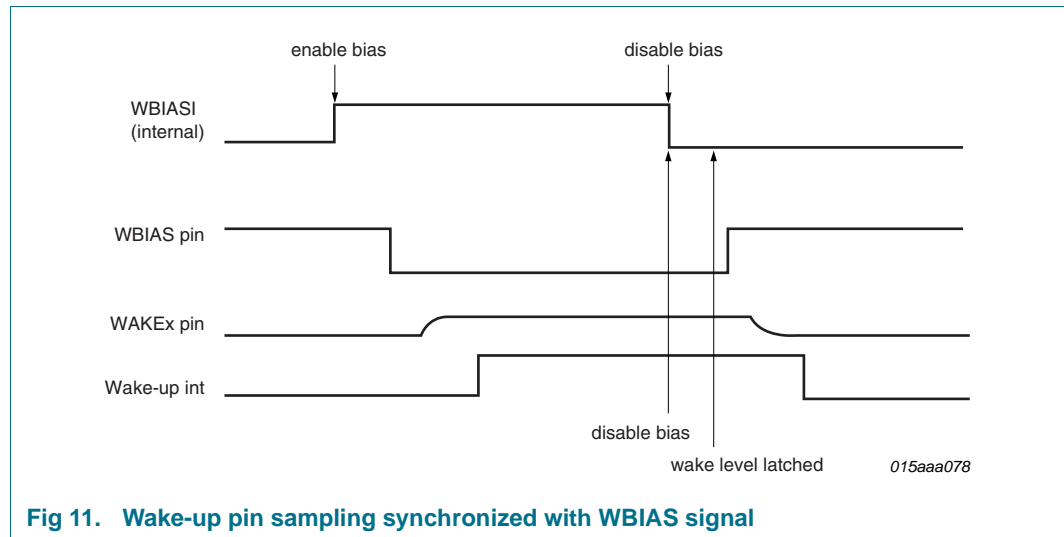 enable bias
disable bias
WBIASI
(internal)
WBIAS pin
WAKEx pin
Wake-up int
disable bias
wake level latched
015aaa078
Fig 11. Wake-up pin sampling synchronized with WBIAS signal